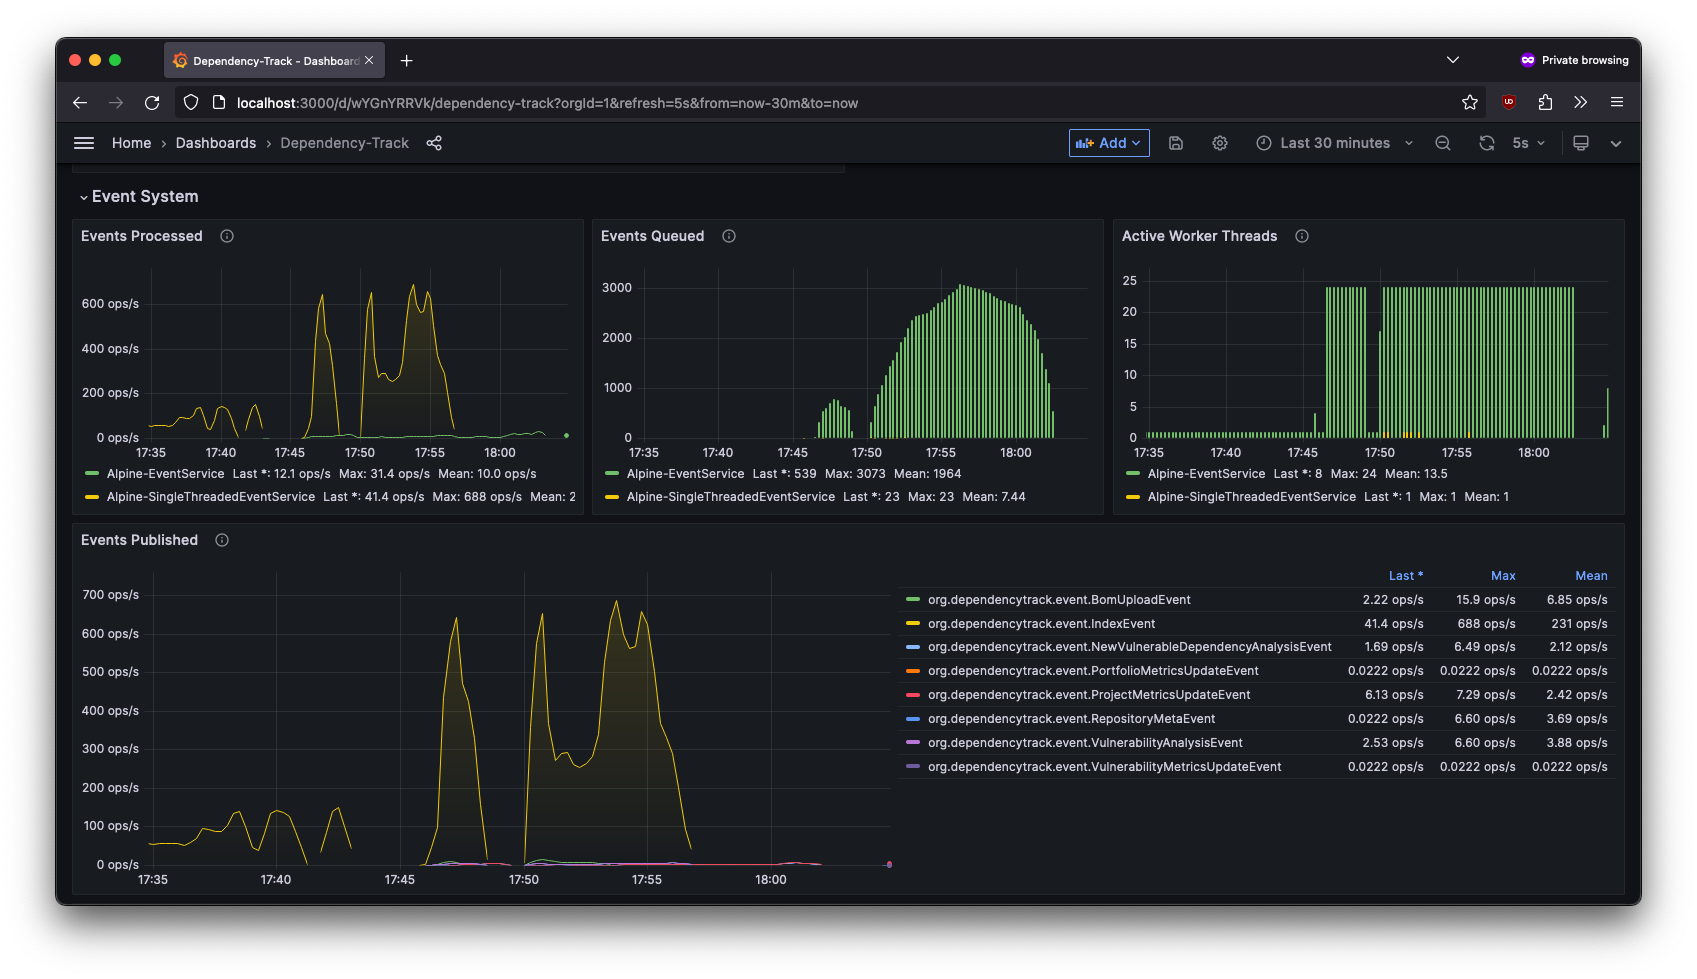 Dependency-Track - Dashboard
Private browsing
localhost:3000/d/wYGnYRRVk/dependency-track?orgId=1&refresh=5s&from=now-30m&to=now
Home › Dashboards › Dependency-Track
Add
Last 30 minutes
5s
Event System
Events Processed
600 ops/s
400 ops/s
200 ops/s
0 ops/s
17:35 17:40 17:45 17:50 17:55 18:00
Alpine-EventService Last *: 12.1 ops/s Max: 31.4 ops/s Mean: 10.0 ops/s
Alpine-SingleThreadedEventService Last *: 41.4 ops/s Max: 688 ops/s Mean: 2
Events Queued
3000
2000
1000
0
17:35 17:40 17:45 17:50 17:55 18:00
Alpine-EventService Last *: 539 Max: 3073 Mean: 1964
Alpine-SingleThreadedEventService Last *: 23 Max: 23 Mean: 7.44
Active Worker Threads
25
20
15
10
5
0
17:35 17:40 17:45 17:50 17:55 18:00
Alpine-EventService Last *: 8 Max: 24 Mean: 13.5
Alpine-SingleThreadedEventService Last *: 1 Max: 1 Mean: 1
Events Published
700 ops/s
600 ops/s
500 ops/s
400 ops/s
300 ops/s
200 ops/s
100 ops/s
0 ops/s
17:35 17:40 17:45 17:50 17:55 18:00
Last * Max Mean
org.dependencytrack.event.BomUploadEvent 2.22 ops/s 15.9 ops/s 6.85 ops/s
org.dependencytrack.event.IndexEvent 41.4 ops/s 688 ops/s 231 ops/s
org.dependencytrack.event.NewVulnerableDependencyAnalysisEvent 1.69 ops/s 6.49 ops/s 2.12 ops/s
org.dependencytrack.event.PortfolioMetricsUpdateEvent 0.0222 ops/s 0.0222 ops/s 0.0222 ops/s
org.dependencytrack.event.ProjectMetricsUpdateEvent 6.13 ops/s 7.29 ops/s 2.42 ops/s
org.dependencytrack.event.RepositoryMetaEvent 0.0222 ops/s 6.60 ops/s 3.69 ops/s
org.dependencytrack.event.VulnerabilityAnalysisEvent 2.53 ops/s 6.60 ops/s 3.88 ops/s
org.dependencytrack.event.VulnerabilityMetricsUpdateEvent 0.0222 ops/s 0.0222 ops/s 0.0222 ops/s